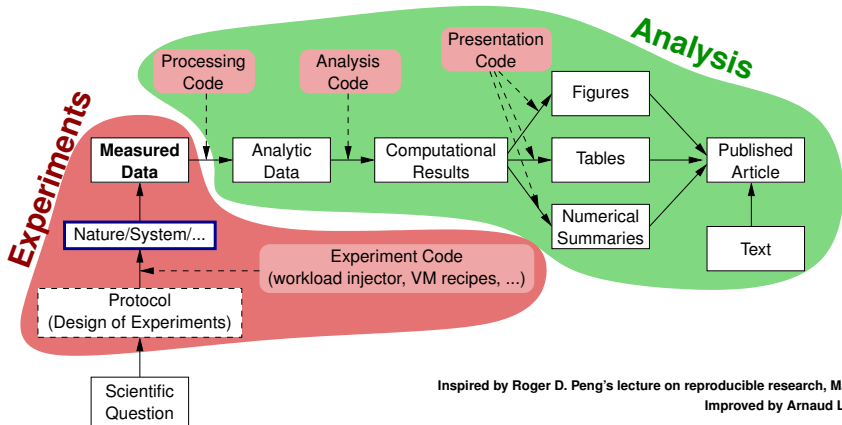 Analysis
Experiments
Processing
Code
Analysis
Code
Presentation
Code
Figures
Measured
Data
Analytic
Data
Computational
Results
Tables
Published
Article
Numerical
Summaries
Text
Nature/System/...
Experiment Code
(workload injector, VM recipes, ...)
Protocol
(Design of Experiments)
Scientific
Question
Inspired by Roger D. Peng's lecture on reproducible research,
Improved by Arnaud